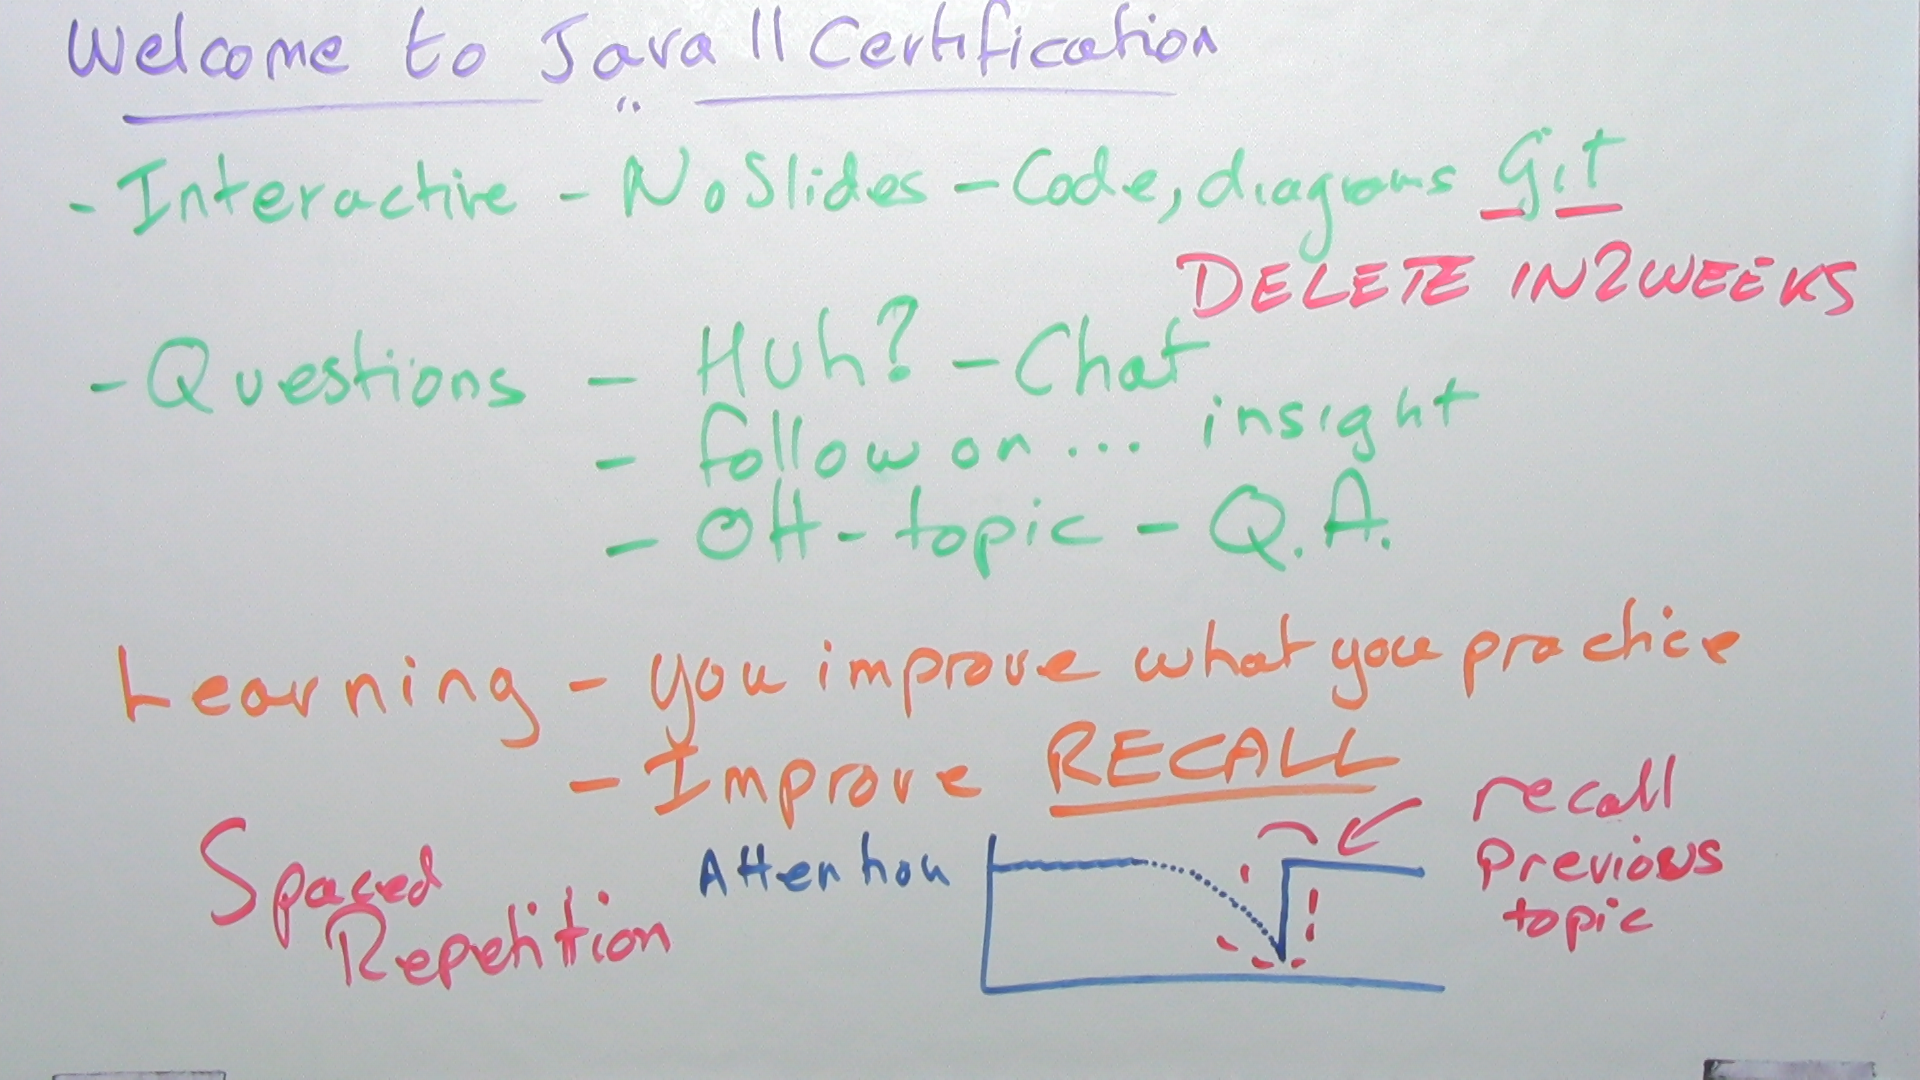 Welcome to Java 11 Certification
- Interactive - No Slides - Code, diagrams Git
DELETE IN 2 WEEKS
- Questions - Huh? - Chat
- follow on... insight
- Off-topic - Q.A.
Learning - you improve what you practice
- Improve RECALL
Spaced
Repetition
Attention
recall
previous
topic